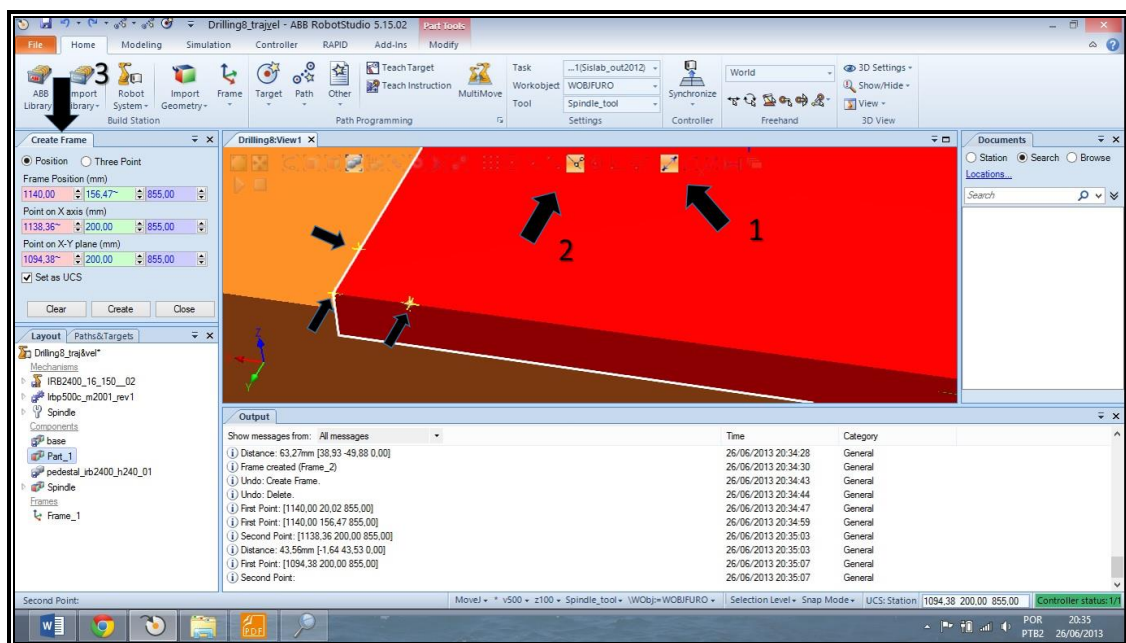 Drilling8_trajvel - ABB RobotStudio 5.15.02
Part Tools
File Home Modeling Simulation Controller RAPID Add-Ins Modify
3
ABB Library
Import Library
Robot System
Import Geometry
Build Station
Frame
Target
Path
Other
Teach Target
Teach Instruction
MultiMove
Path Programming
Task ...1(Sislab_out2012)
Workobject WOBJFURO
Tool Spindle_tool
Settings
Synchronize
Controller
World
Freehand
3D Settings
Show/Hide
View
3D View
Create Frame
Position Three Point
Frame Position (mm)
1140,00 156,47~ 855,00
Point on X axis (mm)
1138,36~ 200,00 855,00
Point on X-Y plane (mm)
1094,38~ 200,00 855,00
Set as UCS
Clear Create Close
Layout Paths&Targets
Drilling8_traj&vel*
Mechanisms
IRB2400_16_150__02
Irbp500c_m2001_rev1
Spindle
Components
base
Part_1
pedestal_irb2400_h240_01
Spindle
Frames
Frame_1
Drilling8:View1
1
2
Z
Y
Documents
Station Search Browse
Locations...
Search
Output
Show messages from: All messages Time Category
Distance: 63,27mm [38,93 -49,88 0,00] 26/06/2013 20:34:28 General
Frame created (Frame_2) 26/06/2013 20:34:30 General
Undo: Create Frame. 26/06/2013 20:34:43 General
Undo: Delete. 26/06/2013 20:34:44 General
First Point: [1140,00 20,02 855,00] 26/06/2013 20:34:47 General
First Point: [1140,00 156,47 855,00] 26/06/2013 20:34:59 General
Second Point: [1138,36 200,00 855,00] 26/06/2013 20:35:03 General
Distance: 43,56mm [-1,64 43,53 0,00] 26/06/2013 20:35:03 General
First Point: [1094,38 200,00 855,00] 26/06/2013 20:35:07 General
Second Point: 26/06/2013 20:35:07 General
Second Point: MoveJ * v500 z100 Spindle_tool \WObj:=WOBJFURO Selection Level Snap Mode UCS: Station 1094,38 200,00 855,00 Controller status: 1/1
PDF
POR 20:35
PTB2 26/06/2013